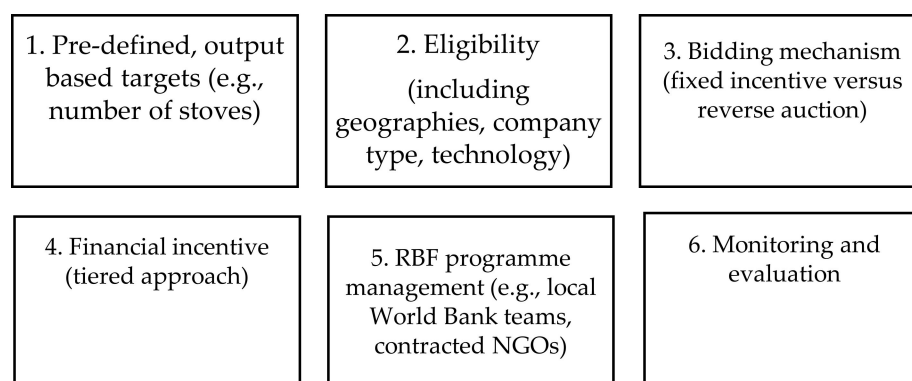 1. Pre-defined, output
based targets (e.g.,
number of stoves)
2. Eligibility
(including
geographies, company
type, technology)
3. Bidding mechanism
(fixed incentive versus
reverse auction)
4. Financial incentive
(tiered approach)
5. RBF programme
management (e.g., local
World Bank teams,
contracted NGOs)
6. Monitoring and
evaluation